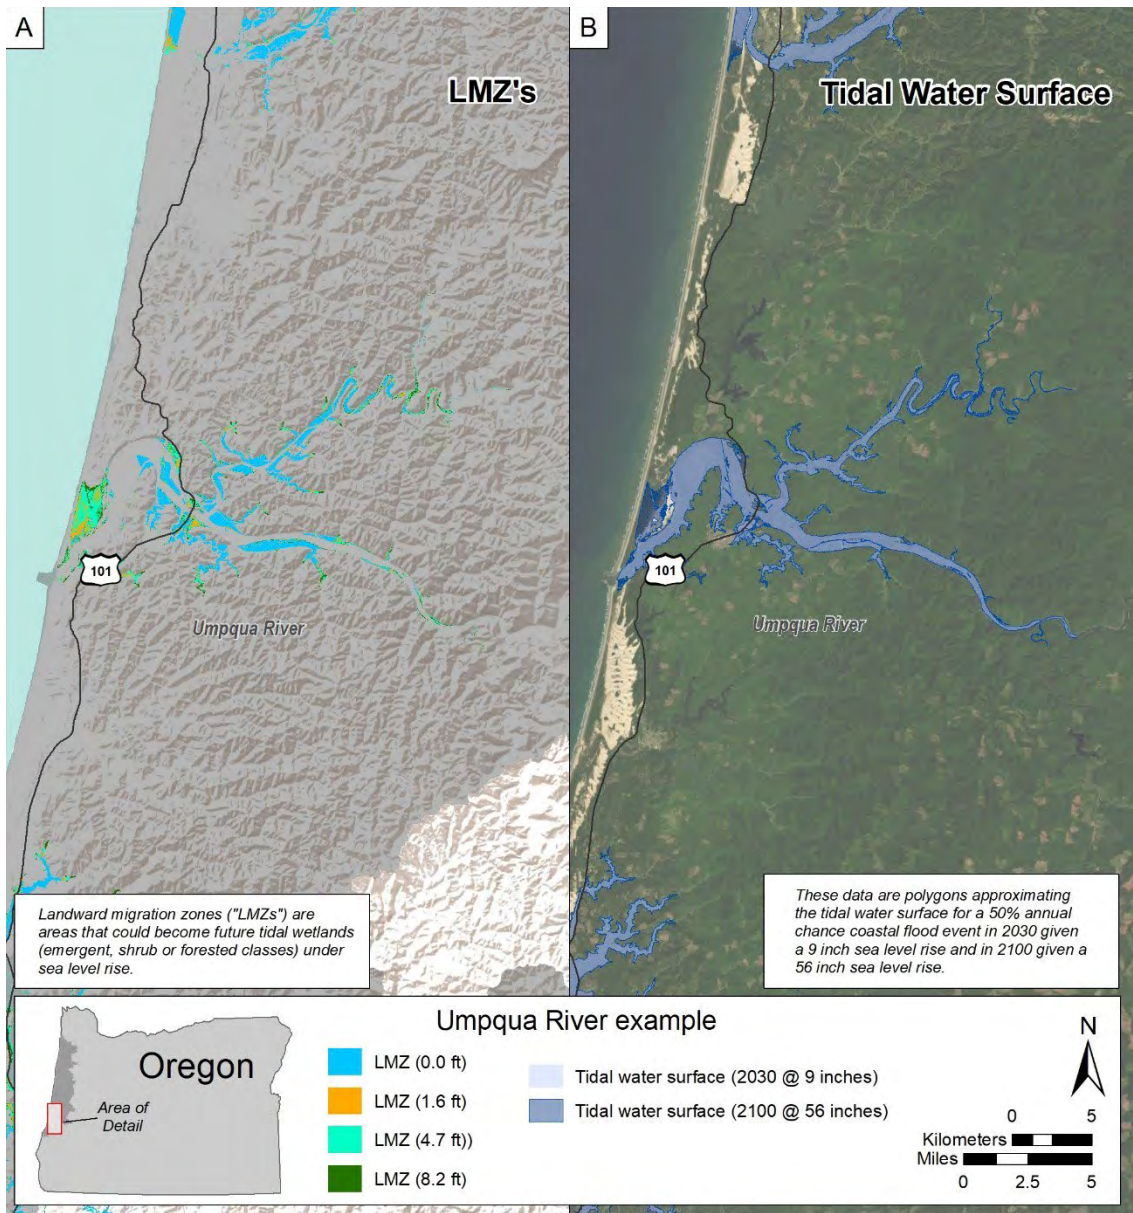 A
LMZ's
101
Umpqua River
Landward migration zones ("LMZs") are
areas that could become future tidal wetlands
(emergent, shrub or forested classes) under
sea level rise.
B
Tidal Water Surface
101
Umpqua River
These data are polygons approximating
the tidal water surface for a 50% annual
chance coastal flood event in 2030 given
a 9 inch sea level rise and in 2100 given a
56 inch sea level rise.
Umpqua River example
Oregon
Area of
Detail
LMZ (0.0 ft)
LMZ (1.6 ft)
LMZ (4.7 ft))
LMZ (8.2 ft)
Tidal water surface (2030 @ 9 inches)
Tidal water surface (2100 @ 56 inches)
N
0 5
Kilometers
Miles
0 2.5 5